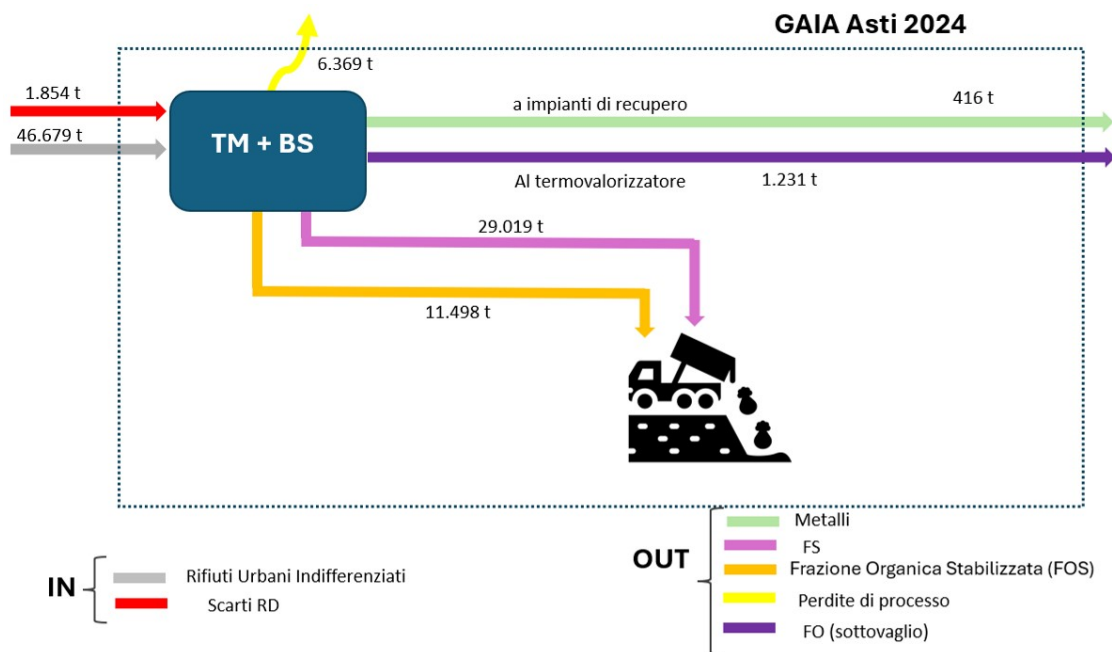 GAIA Asti 2024
6.369 t
1.854 t
46.679 t
TM + BS
a impianti di recupero
416 t
Al termovalorizzatore
1.231 t
29.019 t
11.498 t
IN
Rifiuti Urbani Indifferenziati
Scarti RD
OUT
Metalli
FS
Frazione Organica Stabilizzata (FOS)
Perdite di processo
FO (sottovaglio)